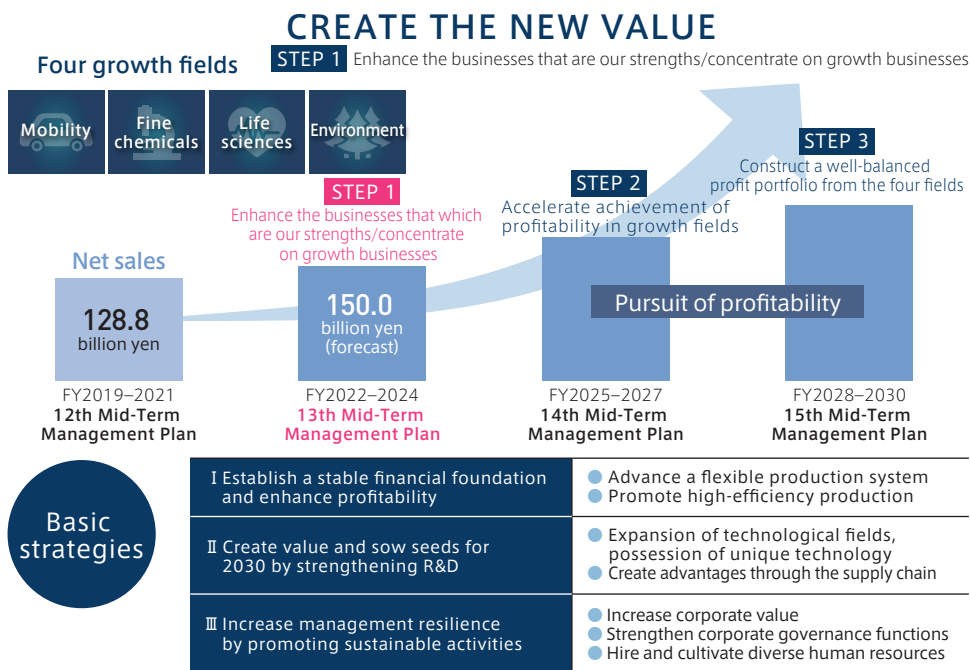 CREATE THE NEW VALUE
STEP 1 Enhance the businesses that are our strengths/concentrate on growth businesses
Four growth fields
Mobility
Fine
chemicals
Life
sciences
Environment
STEP 1
Enhance the businesses that which
are our strengths/concentrate
on growth businesses
STEP 2
Accelerate achievement of
profitability in growth fields
STEP 3
Construct a well-balanced
profit portfolio from the four fields
Net sales
128.8
billion yen
150.0
billion yen
(forecast)
Pursuit of profitability
FY2019–2021
12th Mid-Term
Management Plan
FY2022–2024
13th Mid-Term
Management Plan
FY2025–2027
14th Mid-Term
Management Plan
FY2028–2030
15th Mid-Term
Management Plan
Basic
strategies
Ⅰ Establish a stable financial foundation
and enhance profitability
● Advance a flexible production system
● Promote high-efficiency production
Ⅱ Create value and sow seeds for
2030 by strengthening R&D
● Expansion of technological fields,
possession of unique technology
● Create advantages through the supply chain
Ⅲ Increase management resilience
by promoting sustainable activities
● Increase corporate value
● Strengthen corporate governance functions
● Hire and cultivate diverse human resources